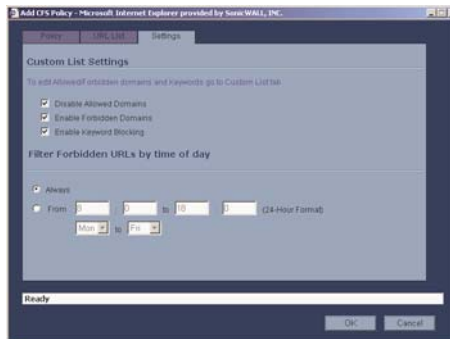 Add CFS Policy - Microsoft Internet Explorer provided by SonicWALL, INC.
Policy URL List Settings
Custom List Settings
To edit Allowed/Forbidden domains and Keywords go to Custom List tab
Disable Allowed Domains
Enable Forbidden Domains
Enable Keyword Blocking
Filter Forbidden URLs by time of day
Always
From 8 : 0 to 18 : 0 (24-Hour Format)
Mon to Fri
Ready
OK Cancel